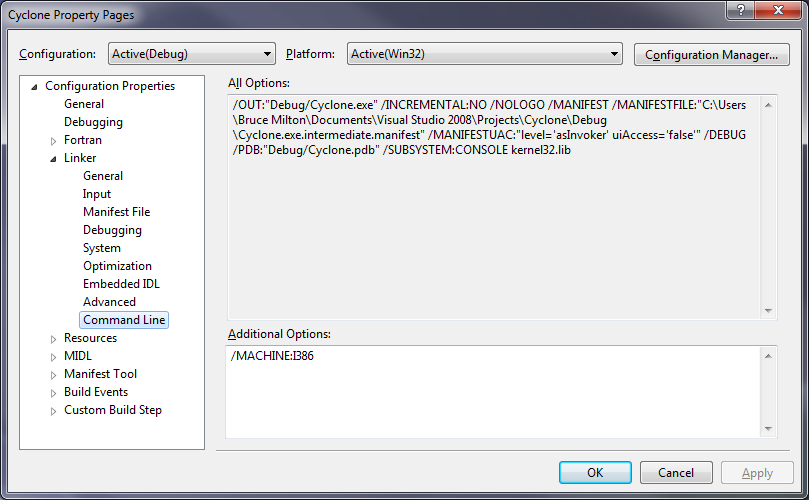 Cyclone Property Pages
?
Configuration: Active(Debug) Platform: Active(Win32) Configuration Manager...
Configuration Properties
General
Debugging
Fortran
Linker
General
Input
Manifest File
Debugging
System
Optimization
Embedded IDL
Advanced
Command Line
Resources
MIDL
Manifest Tool
Build Events
Custom Build Step
All Options:
/OUT:"Debug/Cyclone.exe" /INCREMENTAL:NO /NOLOGO /MANIFEST /MANIFESTFILE:"C:\Users
\Bruce Milton\Documents\Visual Studio 2008\Projects\Cyclone\Debug
\Cyclone.exe.intermediate.manifest" /MANIFESTUAC:"level='asInvoker' uiAccess='false'" /DEBUG
/PDB:"Debug/Cyclone.pdb" /SUBSYSTEM:CONSOLE kernel32.lib
Additional Options:
/MACHINE:I386
OK Cancel Apply